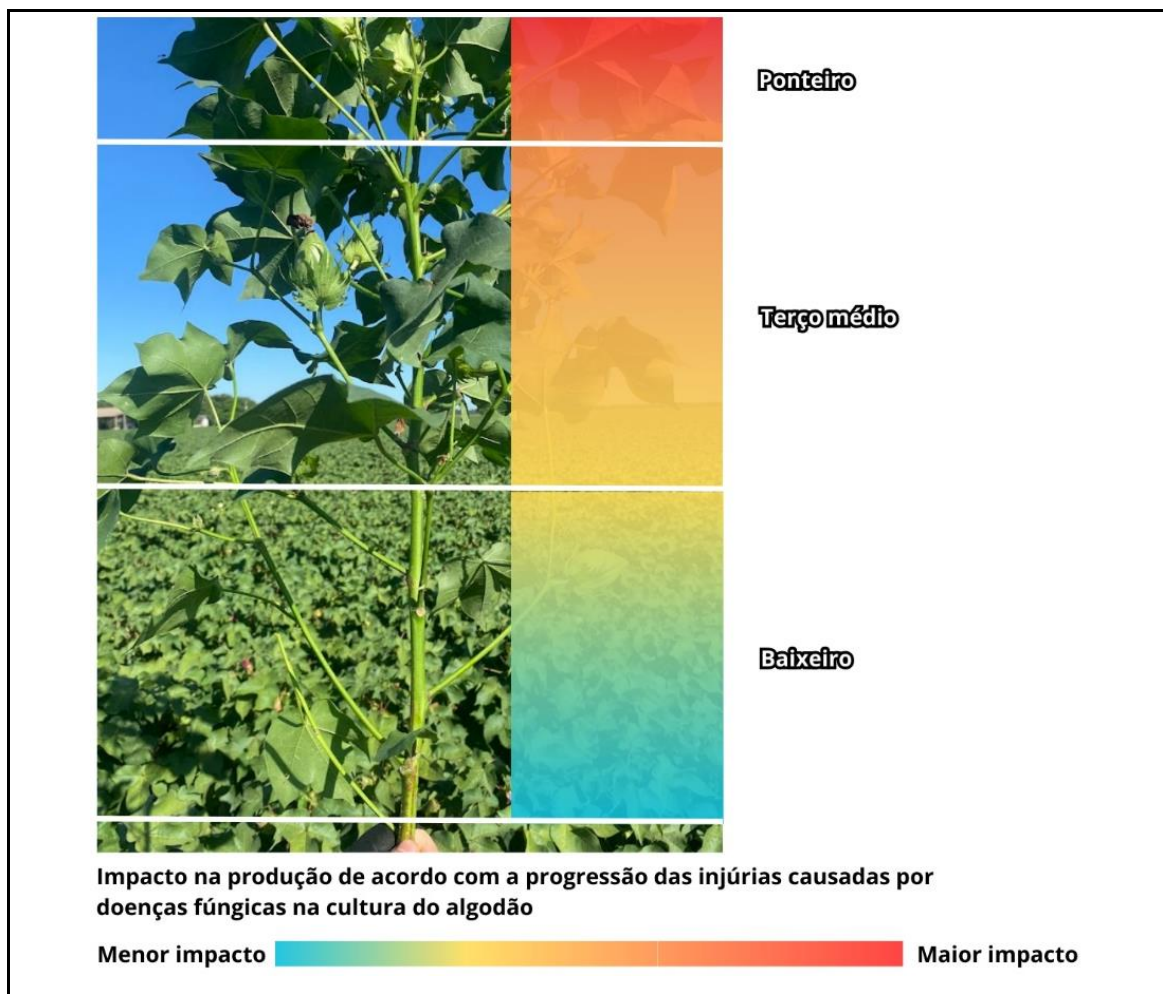 Ponteiro
Terço médio
Baixeiro
Impacto na produção de acordo com a progressão das injúrias causadas por
doenças fúngicas na cultura do algodão
Menor impacto
Maior impacto